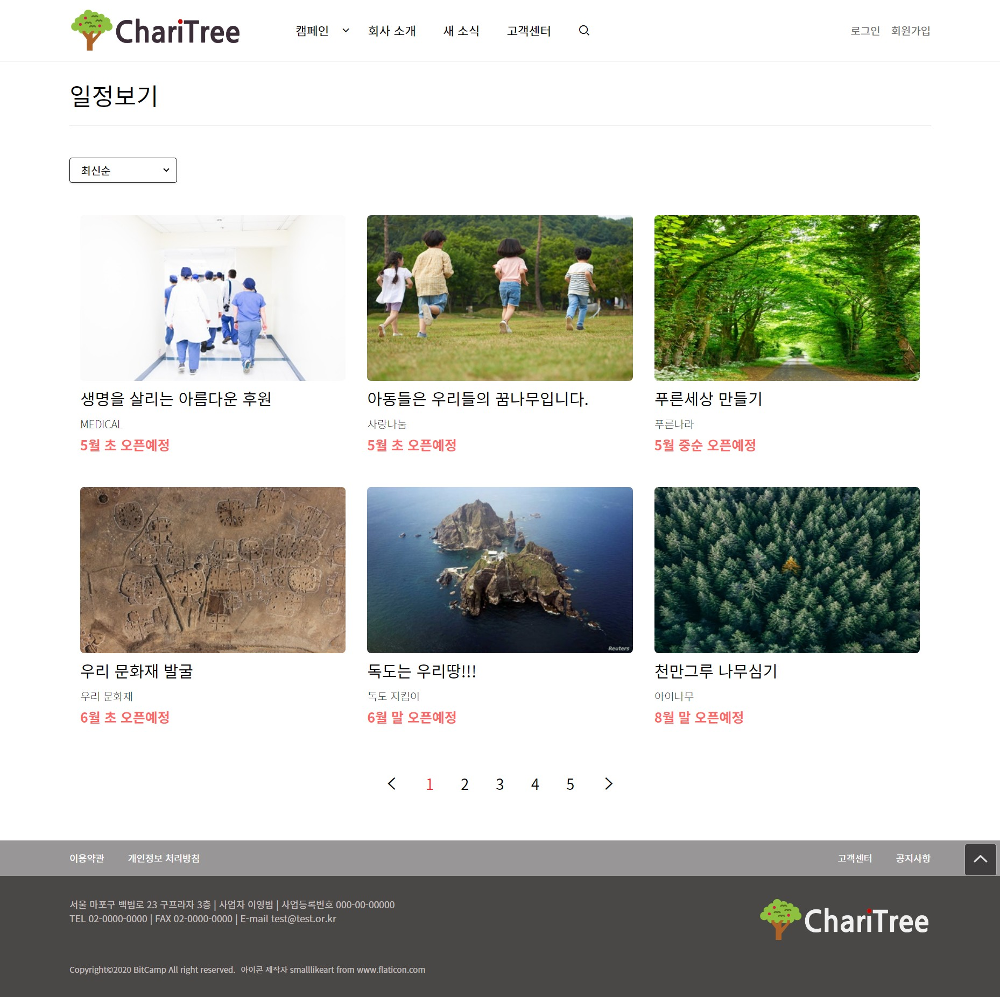 ChariTree
캠페인 회사 소개 새 소식 고객센터
로그인 회원가입
일정보기
최신순
생명을 살리는 아름다운 후원
MEDICAL
5월 초 오픈예정
아동들은 우리들의 꿈나무입니다.
사랑나눔
5월 초 오픈예정
푸른세상 만들기
푸른나라
5월 중순 오픈예정
우리 문화재 발굴
우리 문화재
6월 초 오픈예정
Reuters
독도는 우리땅!!!
독도 지킴이
6월 말 오픈예정
천만그루 나무심기
아이나무
8월 말 오픈예정
1 2 3 4 5
이용약관 개인정보 처리방침
고객센터 공지사항
서울 마포구 백범로 23 구프라자 3층 | 사업자 이영범 | 사업등록번호 000-00-00000
TEL 02-0000-0000 | FAX 02-0000-0000 | E-mail test@test.or.kr
ChariTree
Copyright©2020 BitCamp All right reserved. 아이콘 제작자 smalllikeart from www.flaticon.com